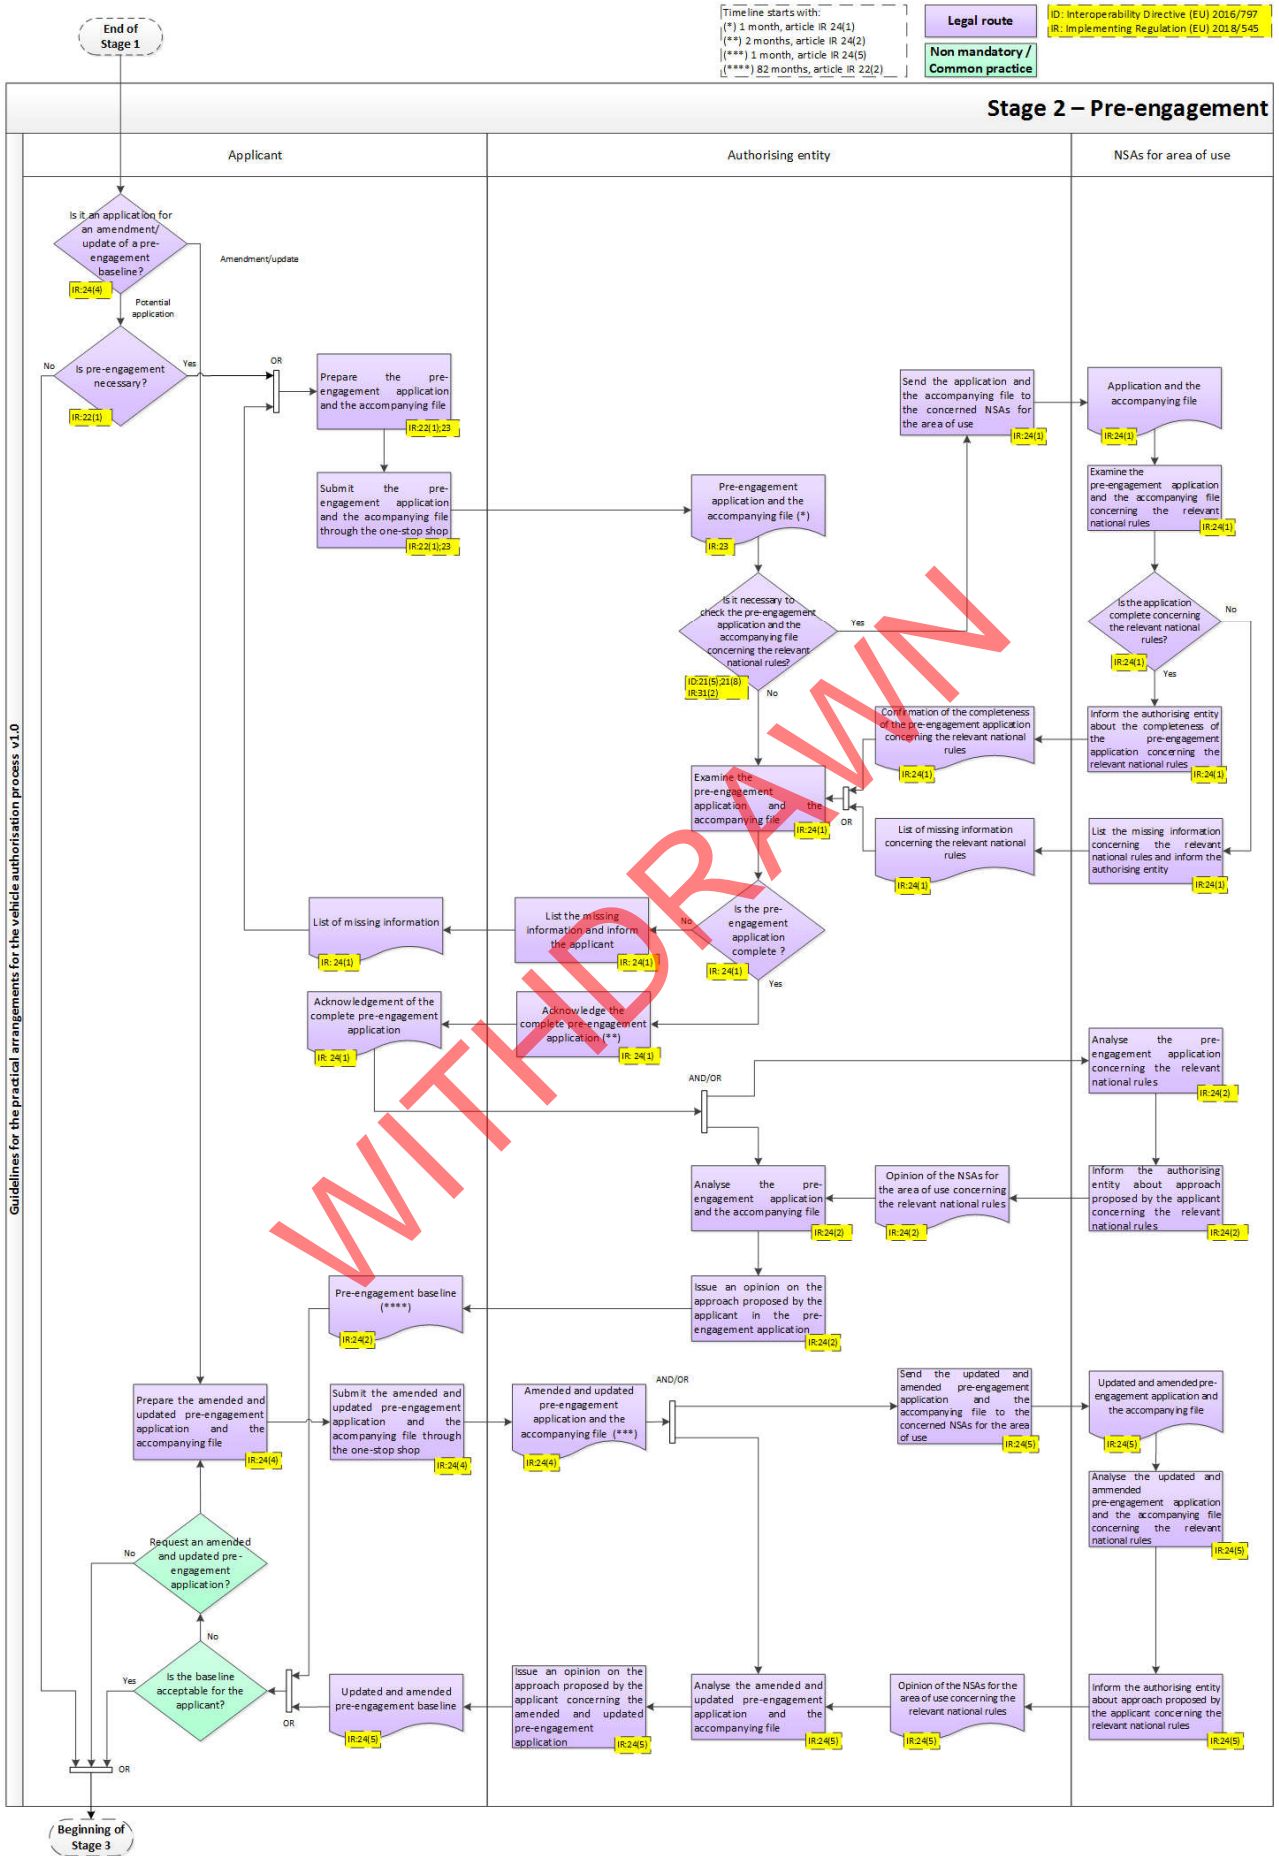 End of
Stage 1
Timeline starts with:
(*) 1 month, article IR 24(1)
(**) 2 months, article IR 24(2)
(***) 1 month, article IR 24(5)
(****) 82 months, article IR 22(2)
Legal route
Non mandatory /
Common practice
ID: Interoperability Directive (EU) 2016/797
IR: Implementing Regulation (EU) 2018/545
Stage 2 – Pre-engagement
Guidelines for the practical arrangements for the vehicle authorisation process v1.0
Applicant
Authorising entity
NSAs for area of use
Is it an application for
an amendment/
update of a pre-
engagement
baseline?
IR:24(4)
Amendment/update
Potential
application
Is pre-engagement
necessary?
IR:22(1)
No
Yes
OR
Prepare the pre-
engagement application
and the accompanying file
IR:22(1);23
Submit the pre-
engagement application
and the acompanying file
through the one-stop shop
IR:22(1);23
Pre-engagement
application and the
accompanying file (*)
IR:23
Send the application and
the accompanying file to
the concerned NSAs for
the area of use
IR:24(1)
Application and the
accompanying file
IR:24(1)
Examine the
pre-engagement application
and the accompanying file
concerning the relevant
national rules
IR:24(1)
Is it necessary to
check the pre-engagement
application and the
accompanying file
concerning the relevant
national rules?
ID:21(5);21(8)
IR:31(2)
Yes
No
Is the application
complete concerning
the relevant national
rules?
IR:24(1)
No
Yes
Confirmation of the completeness
of the pre-engagement application
concerning the relevant national
rules
IR:24(1)
Inform the authorising entity
about the completeness of
the pre-engagement
application concerning the
relevant national rules
IR:24(1)
Examine the
pre-engagement
application and the
accompanying file
IR:24(1)
OR
List of missing information
concerning the relevant national
rules
IR:24(1)
List the missing information
concerning the relevant
national rules and inform the
authorising entity
IR:24(1)
List of missing information
IR: 24(1)
List the missing
information and inform
the applicant
IR: 24(1)
No
Is the pre-
engagement
application
complete ?
IR: 24(1)
Yes
Acknowledgement of the
complete pre-engagement
application
IR: 24(1)
Acknowledge the
complete pre-engagement
application (**)
IR: 24(1)
AND/OR
Analyse the pre-
engagement application
concerning the relevant
national rules
IR:24(2)
Analyse the pre-
engagement application
and the accompanying file
IR:24(2)
Opinion of the NSAs for
the area of use concerning
the relevant national rules
IR:24(2)
Inform the authorising
entity about approach
proposed by the applicant
concerning the relevant
national rules
IR:24(2)
Pre-engagement baseline
(****)
IR:24(2)
Issue an opinion on the
approach proposed by the
applicant in the pre-
engagement application
IR:24(2)
Prepare the amended and
updated pre-engagement
application and the
accompanying file
IR:24(4)
Submit the amended and
updated pre-engagement
application and the
acompanying file through
the one-stop shop
IR:24(4)
Amended and updated
pre-engagement
application and the
accompanying file (***)
IR:24(4)
AND/OR
Send the updated and
amended pre-engagement
application and the
accompanying file to the
concerned NSAs for the area
of use
IR:24(5)
Updated and amended pre-
engagement application and
the accompanying file
IR:24(5)
Analyse the updated and
ammended
pre-engagement application
and the accompanying file
concerning the relevant
national rules
IR:24(5)
Request an amended
and updated pre-
engagement
application?
No
No
Is the baseline
acceptable for the
applicant?
Yes
OR
Updated and amended
pre-engagement baseline
IR:24(5)
Issue an opinion on the
approach proposed by the
applicant concerning the
amended and updated
pre-engagement
application
IR:24(5)
Analyse the amended and
updated pre-engagement
application and the
accompanying file
IR:24(5)
Opinion of the NSAs for the
area of use concerning the
relevant national rules
IR:24(5)
Inform the authorising entity
about approach proposed by
the applicant concerning the
relevant national rules
IR:24(5)
OR
Beginning of
Stage 3
WITHDRAWN